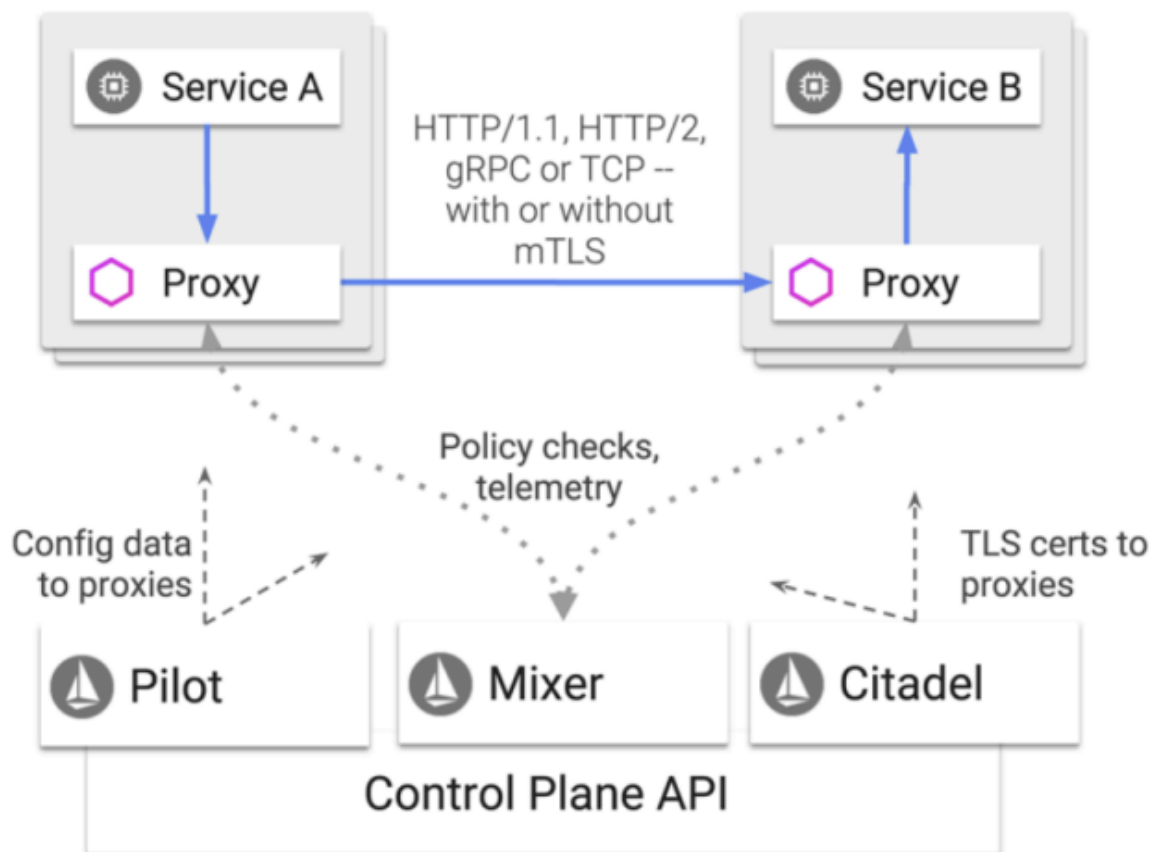 Service A
Service B
HTTP/1.1, HTTP/2,
gRPC or TCP --
with or without
mTLS
Proxy
Proxy
Policy checks,
telemetry
Config data
to proxies
TLS certs to
proxies
Pilot
Mixer
Citadel
Control Plane API